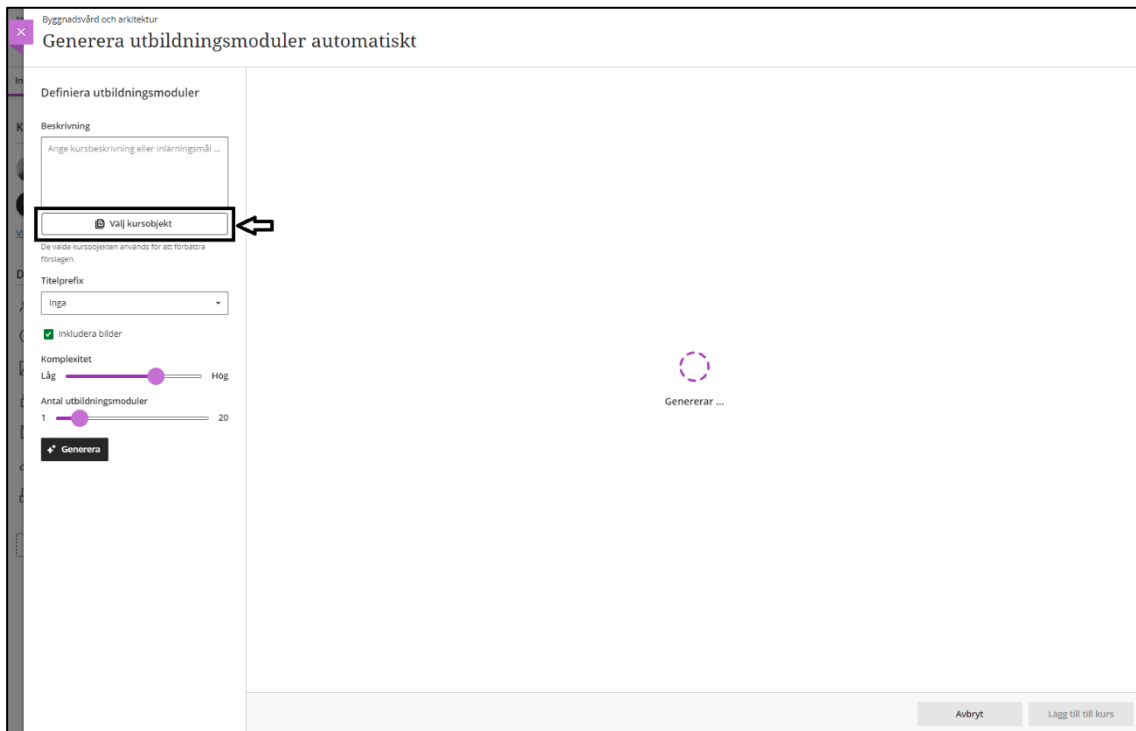 Byggnadsvård och arkitektur
Generera utbildningsmoduler automatiskt
In
Definiera utbildningsmoduler
K
Beskrivning
Ange kursbeskrivning eller inlärningsmål ...
Välj kursobjekt
De valda kursobjekten används för att förbättra
förslagen.
D
Titelprefix
Inga
Inkludera bilder
Komplexitet
Låg Hög
Antal utbildningsmoduler
1 20
Generera
Genererar ...
Avbryt Lägg till till kurs